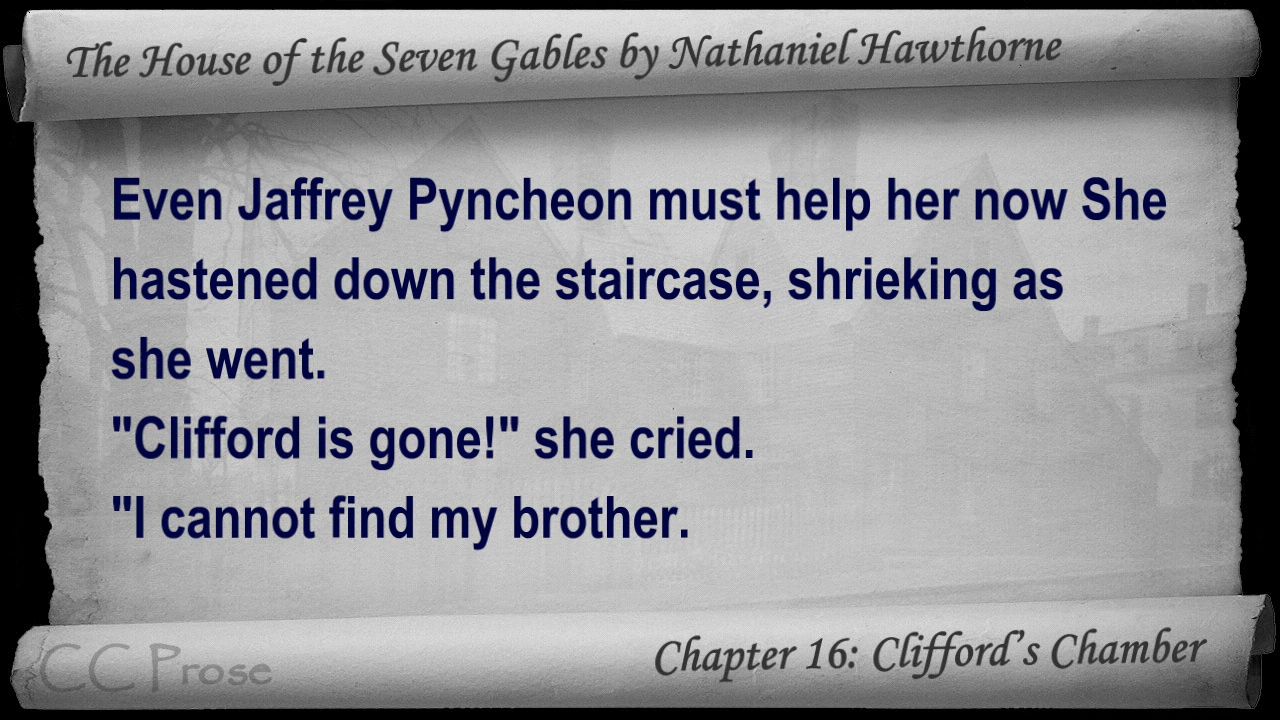 The House of the Seven Gables by Nathaniel Hawthorne
Even Jaffrey Pyncheon must help her now She
hastened down the staircase, shrieking as
she went.
"Clifford is gone!" she cried.
"I cannot find my brother.
CC Prose
Chapter 16: Clifford's Chamber